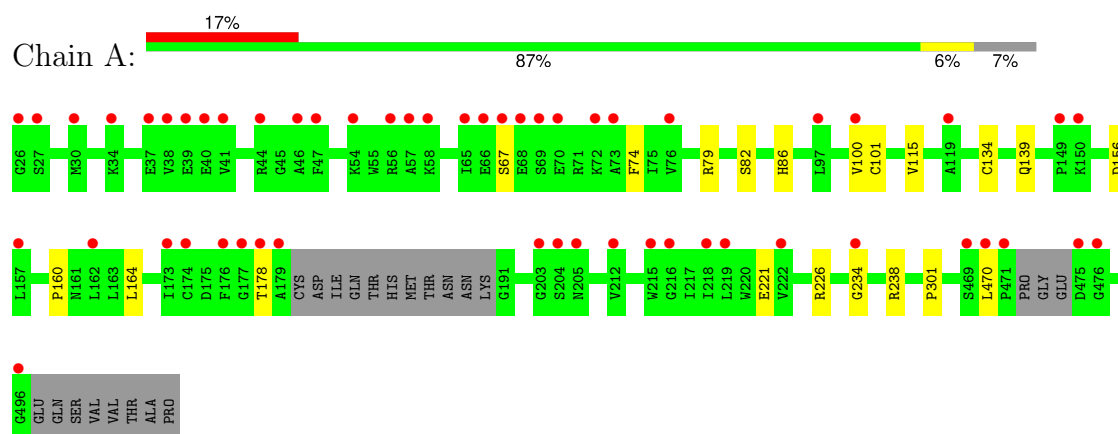 17%
Chain A:
87% 6% 7%
G26 S27 M30 K34 E37 V38 E39 E40 V41 R44 G45 A46 F47 K54 W55 R56 A57 K58 I65 E66 S67 E68 S69 E70 R71 K72 A73 F74 I75 V76 R79 S82 H86 L97 V100 C101 V115 A119 C134 Q139 P149 K150 D156
L157 P160 N161 L162 L163 L164 I173 C174 D175 F176 G177 T178 A179 CYS ASP ILE GLN THR HIS MET THR ASN ASN LYS G191 G203 S204 N205 V212 W215 G216 I217 I218 L219 W220 E221 V222 R226 G234 R238 P301 S469 L470 P471 PRO GLY GLU D475 G476
G496 GLU GLN SER VAL VAL THR ALA PRO